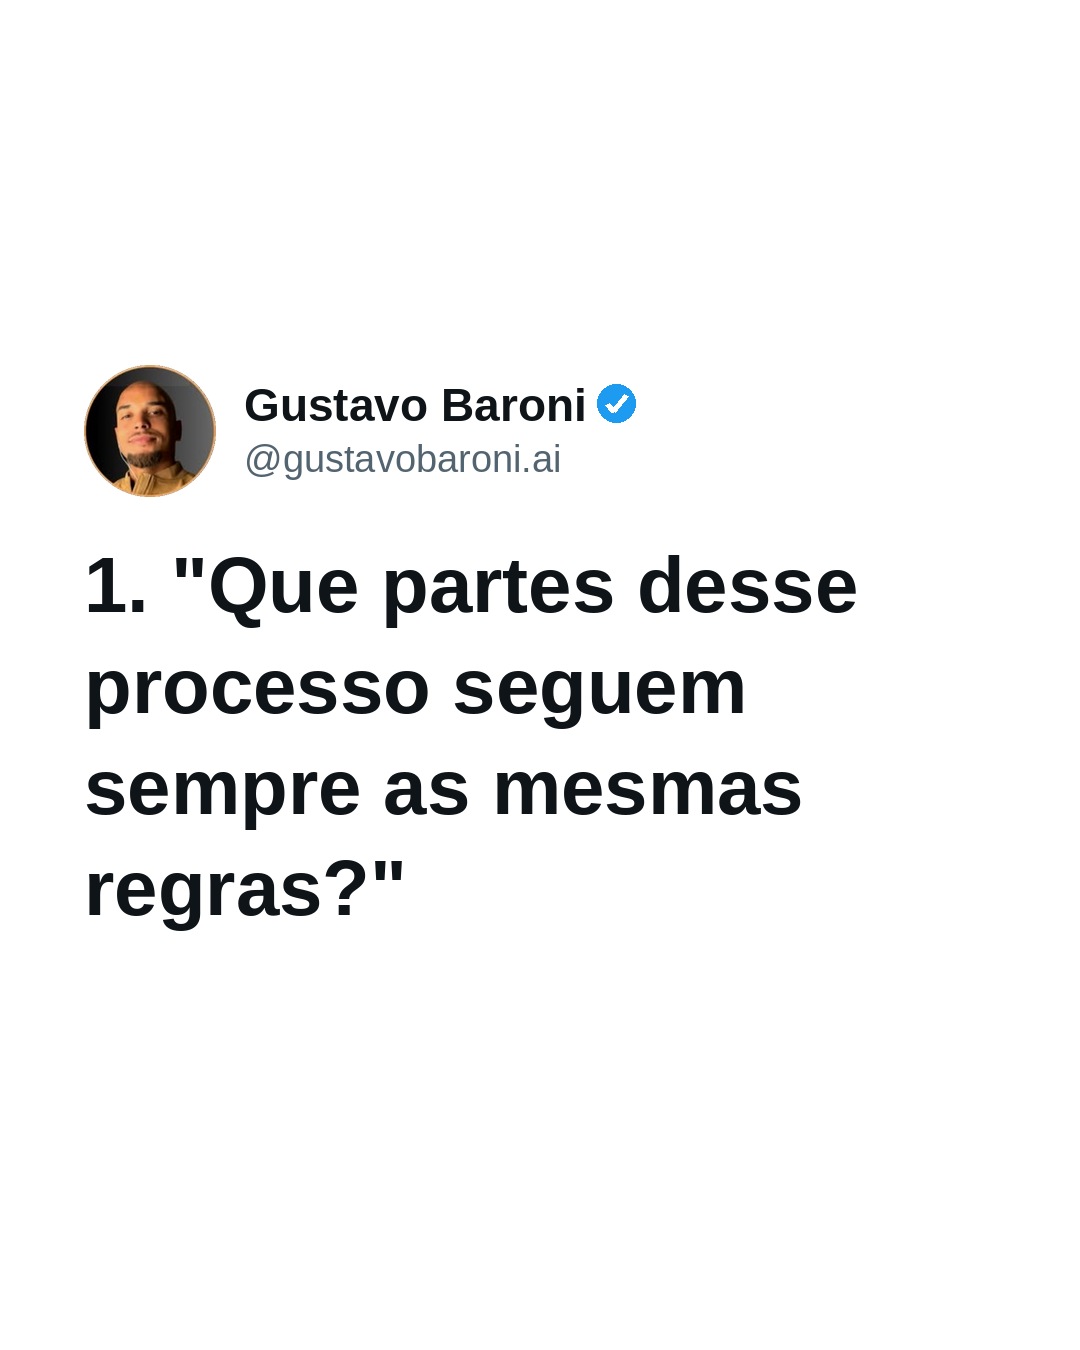 Gustavo Baroni
@gustavobaroni.ai
1. "Que partes desse
processo seguem
sempre as mesmas
regras?"